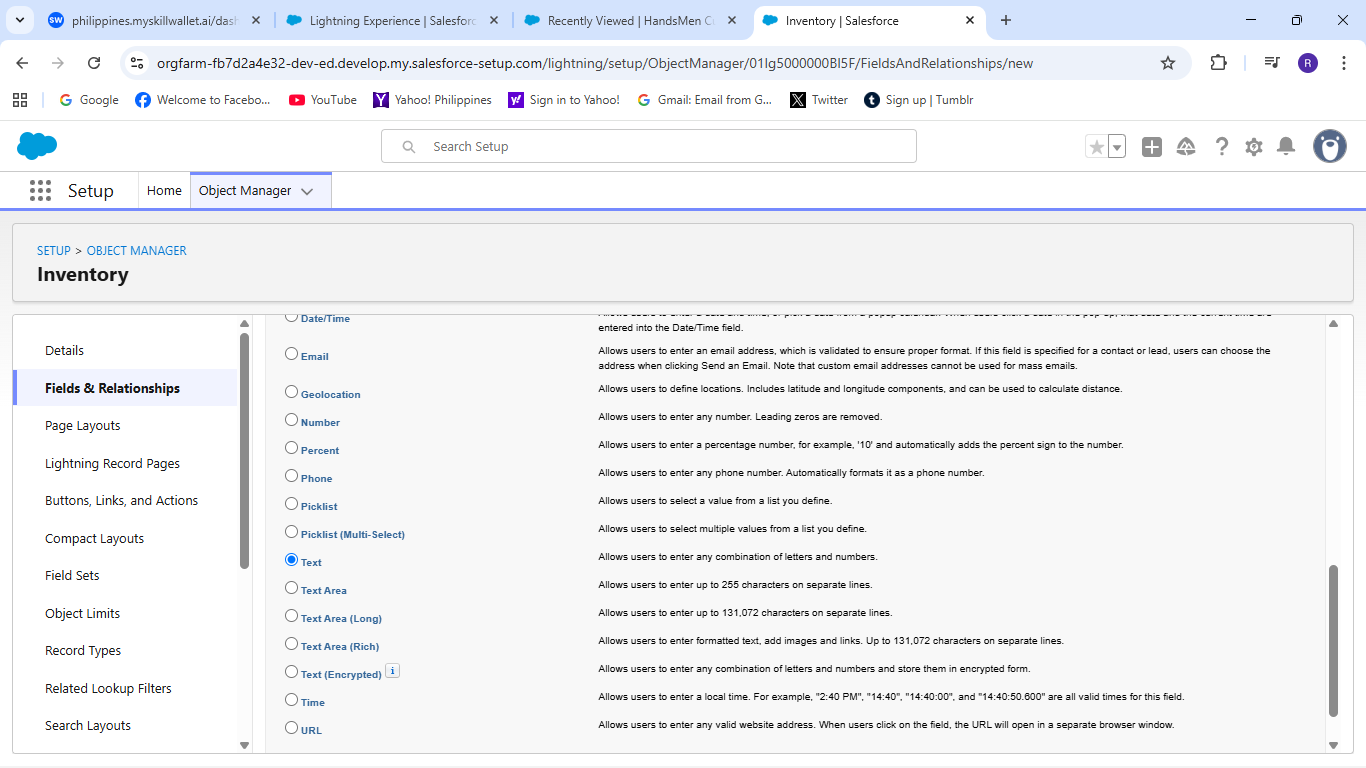 philippines.myskillwallet.ai/dash
Lightning Experience | Salesforc
Recently Viewed | HandsMen Cu
Inventory | Salesforce
orgfarm-fb7d2a4e32-dev-ed.develop.my.salesforce-setup.com/lightning/setup/ObjectManager/01Ig5000000BI5F/FieldsAndRelationships/new
R
Google
Welcome to Facebo...
YouTube
Yahoo! Philippines
Sign in to Yahoo!
Gmail: Email from G...
Twitter
Sign up | Tumblr
Search Setup
Setup
Home
Object Manager
SETUP > OBJECT MANAGER
Inventory
Details
Fields & Relationships
Page Layouts
Lightning Record Pages
Buttons, Links, and Actions
Compact Layouts
Field Sets
Object Limits
Record Types
Related Lookup Filters
Search Layouts
Date/Time
entered into the Date/Time field.
Email
Allows users to enter an email address, which is validated to ensure proper format. If this field is specified for a contact or lead, users can choose the
address when clicking Send an Email. Note that custom email addresses cannot be used for mass emails.
Geolocation
Allows users to define locations. Includes latitude and longitude components, and can be used to calculate distance.
Number
Allows users to enter any number. Leading zeros are removed.
Percent
Allows users to enter a percentage number, for example, '10' and automatically adds the percent sign to the number.
Phone
Allows users to enter any phone number. Automatically formats it as a phone number.
Picklist
Allows users to select a value from a list you define.
Picklist (Multi-Select)
Allows users to select multiple values from a list you define.
Text
Allows users to enter any combination of letters and numbers.
Text Area
Allows users to enter up to 255 characters on separate lines.
Text Area (Long)
Allows users to enter up to 131,072 characters on separate lines.
Text Area (Rich)
Allows users to enter formatted text, add images and links. Up to 131,072 characters on separate lines.
Text (Encrypted) i
Allows users to enter any combination of letters and numbers and store them in encrypted form.
Time
Allows users to enter a local time. For example, "2:40 PM", "14:40", "14:40:00", and "14:40:50.600" are all valid times for this field.
URL
Allows users to enter any valid website address. When users click on the field, the URL will open in a separate browser window.